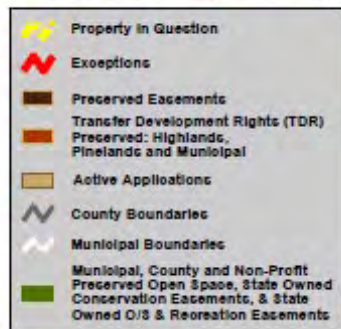 Property In Question
Exceptions
Preserved Easements
Transfer Development Rights (TDR)
Preserved: Highlands,
Pinelands and Municipal
Active Applications
County Boundaries
Municipal Boundaries
Municipal, County and Non-Profit
Preserved Open Space, State Owned
Conservation Easements, & State
Owned O/S & Recreation Easements